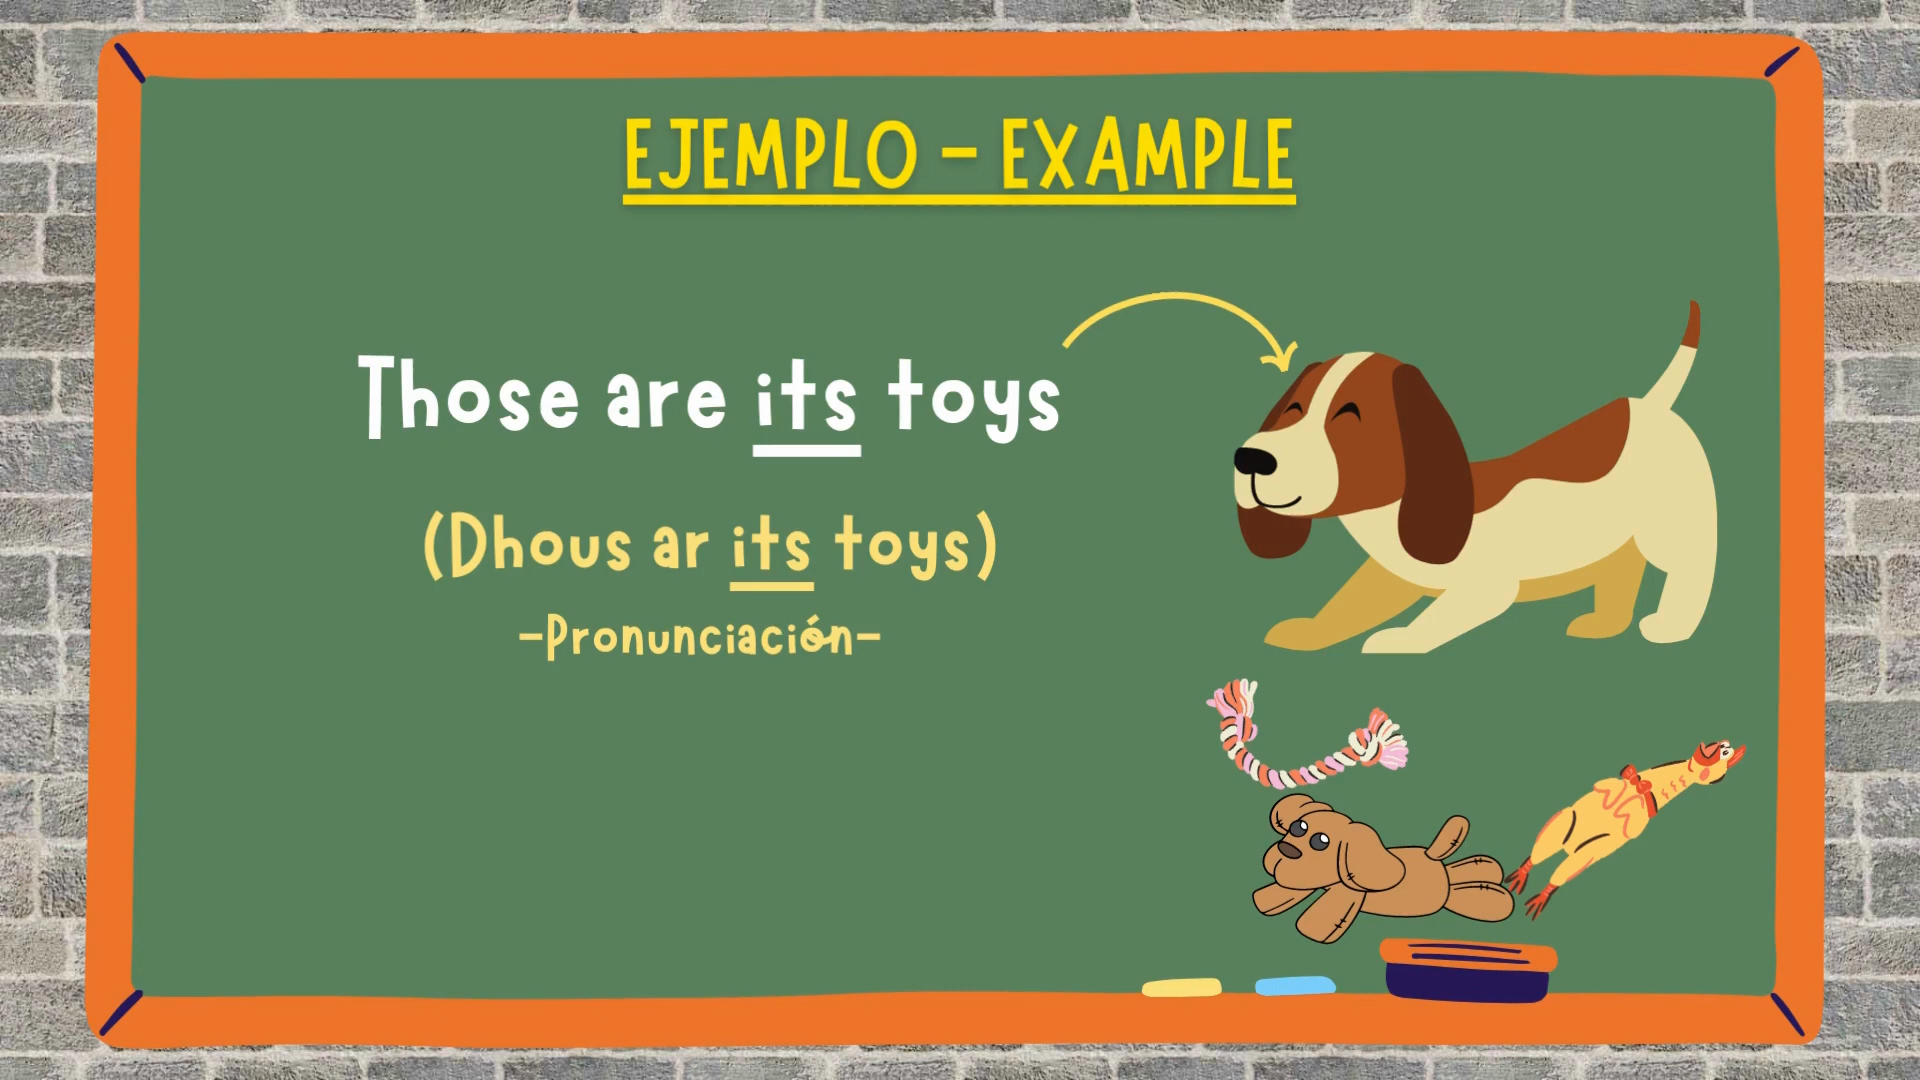 EJEMPLO - EXAMPLE
Those are its toys
(Dhous ar its toys)
-Pronunciación-